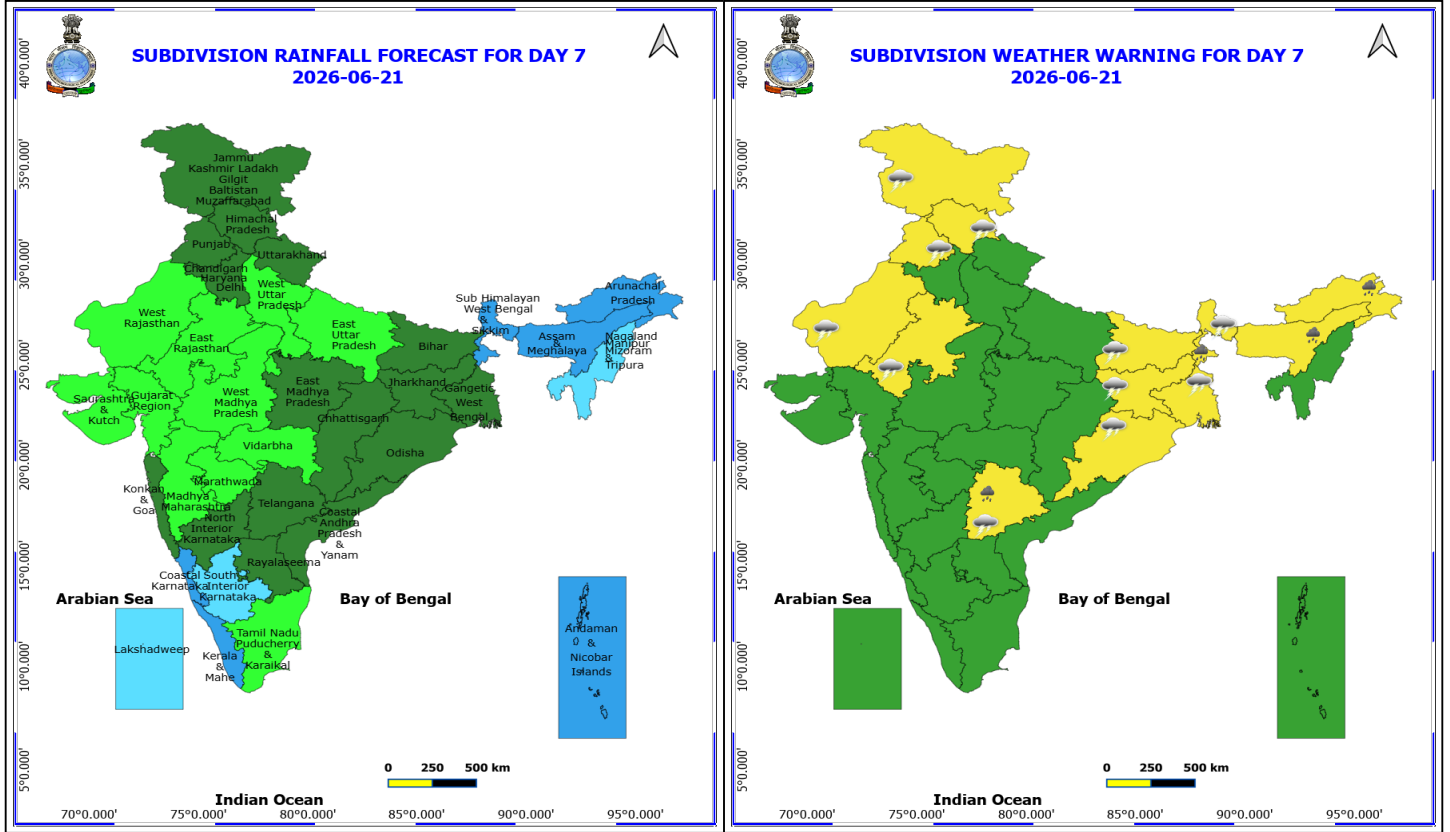 SUBDIVISION RAINFALL FORECAST FOR DAY 7
2026-06-21
40°0.000'
35°0.000'
30°0.000'
25°0.000'
20°0.000'
15°0.000'
10°0.000'
5°0.000'
Jammu
Kashmir Ladakh
Gilgit
Baltistan
Muzaffarabad
Himachal
Pradesh
Punjab
Uttarakhand
Chandigarh
Haryana
Delhi
West
Uttar
Pradesh
West
Rajasthan
East
Rajasthan
East
Uttar
Pradesh
Bihar
Sub Himalayan
West Bengal
&
Sikkim
Arunachal
Pradesh
Assam
&
Meghalaya
Nagaland
Manipur
Mizoram
&
Tripura
Saurashtra
&
Kutch
Gujarat
Region
West
Madhya
Pradesh
East
Madhya
Pradesh
Jharkhand
Gangetic
West
Bengal
Chhattisgarh
Vidarbha
Odisha
Konkan
&
Goa
Marathwada
Madhya
Maharashtra
Telangana
North
Interior
Karnataka
Coastal
Andhra
Pradesh
&
Yanam
Rayalaseema
Coastal
Karnataka
South
Interior
Karnataka
Arabian Sea
Bay of Bengal
Lakshadweep
Tamil Nadu
Puducherry
&
Karaikal
Kerala
&
Mahe
Andaman
&
Nicobar
Islands
0 250 500 km
Indian Ocean
70°0.000' 75°0.000' 80°0.000' 85°0.000' 90°0.000' 95°0.000'
SUBDIVISION WEATHER WARNING FOR DAY 7
2026-06-21
40°0.000'
35°0.000'
30°0.000'
25°0.000'
20°0.000'
15°0.000'
10°0.000'
5°0.000'
Arabian Sea
Bay of Bengal
0 250 500 km
Indian Ocean
70°0.000' 75°0.000' 80°0.000' 85°0.000' 90°0.000' 95°0.000'